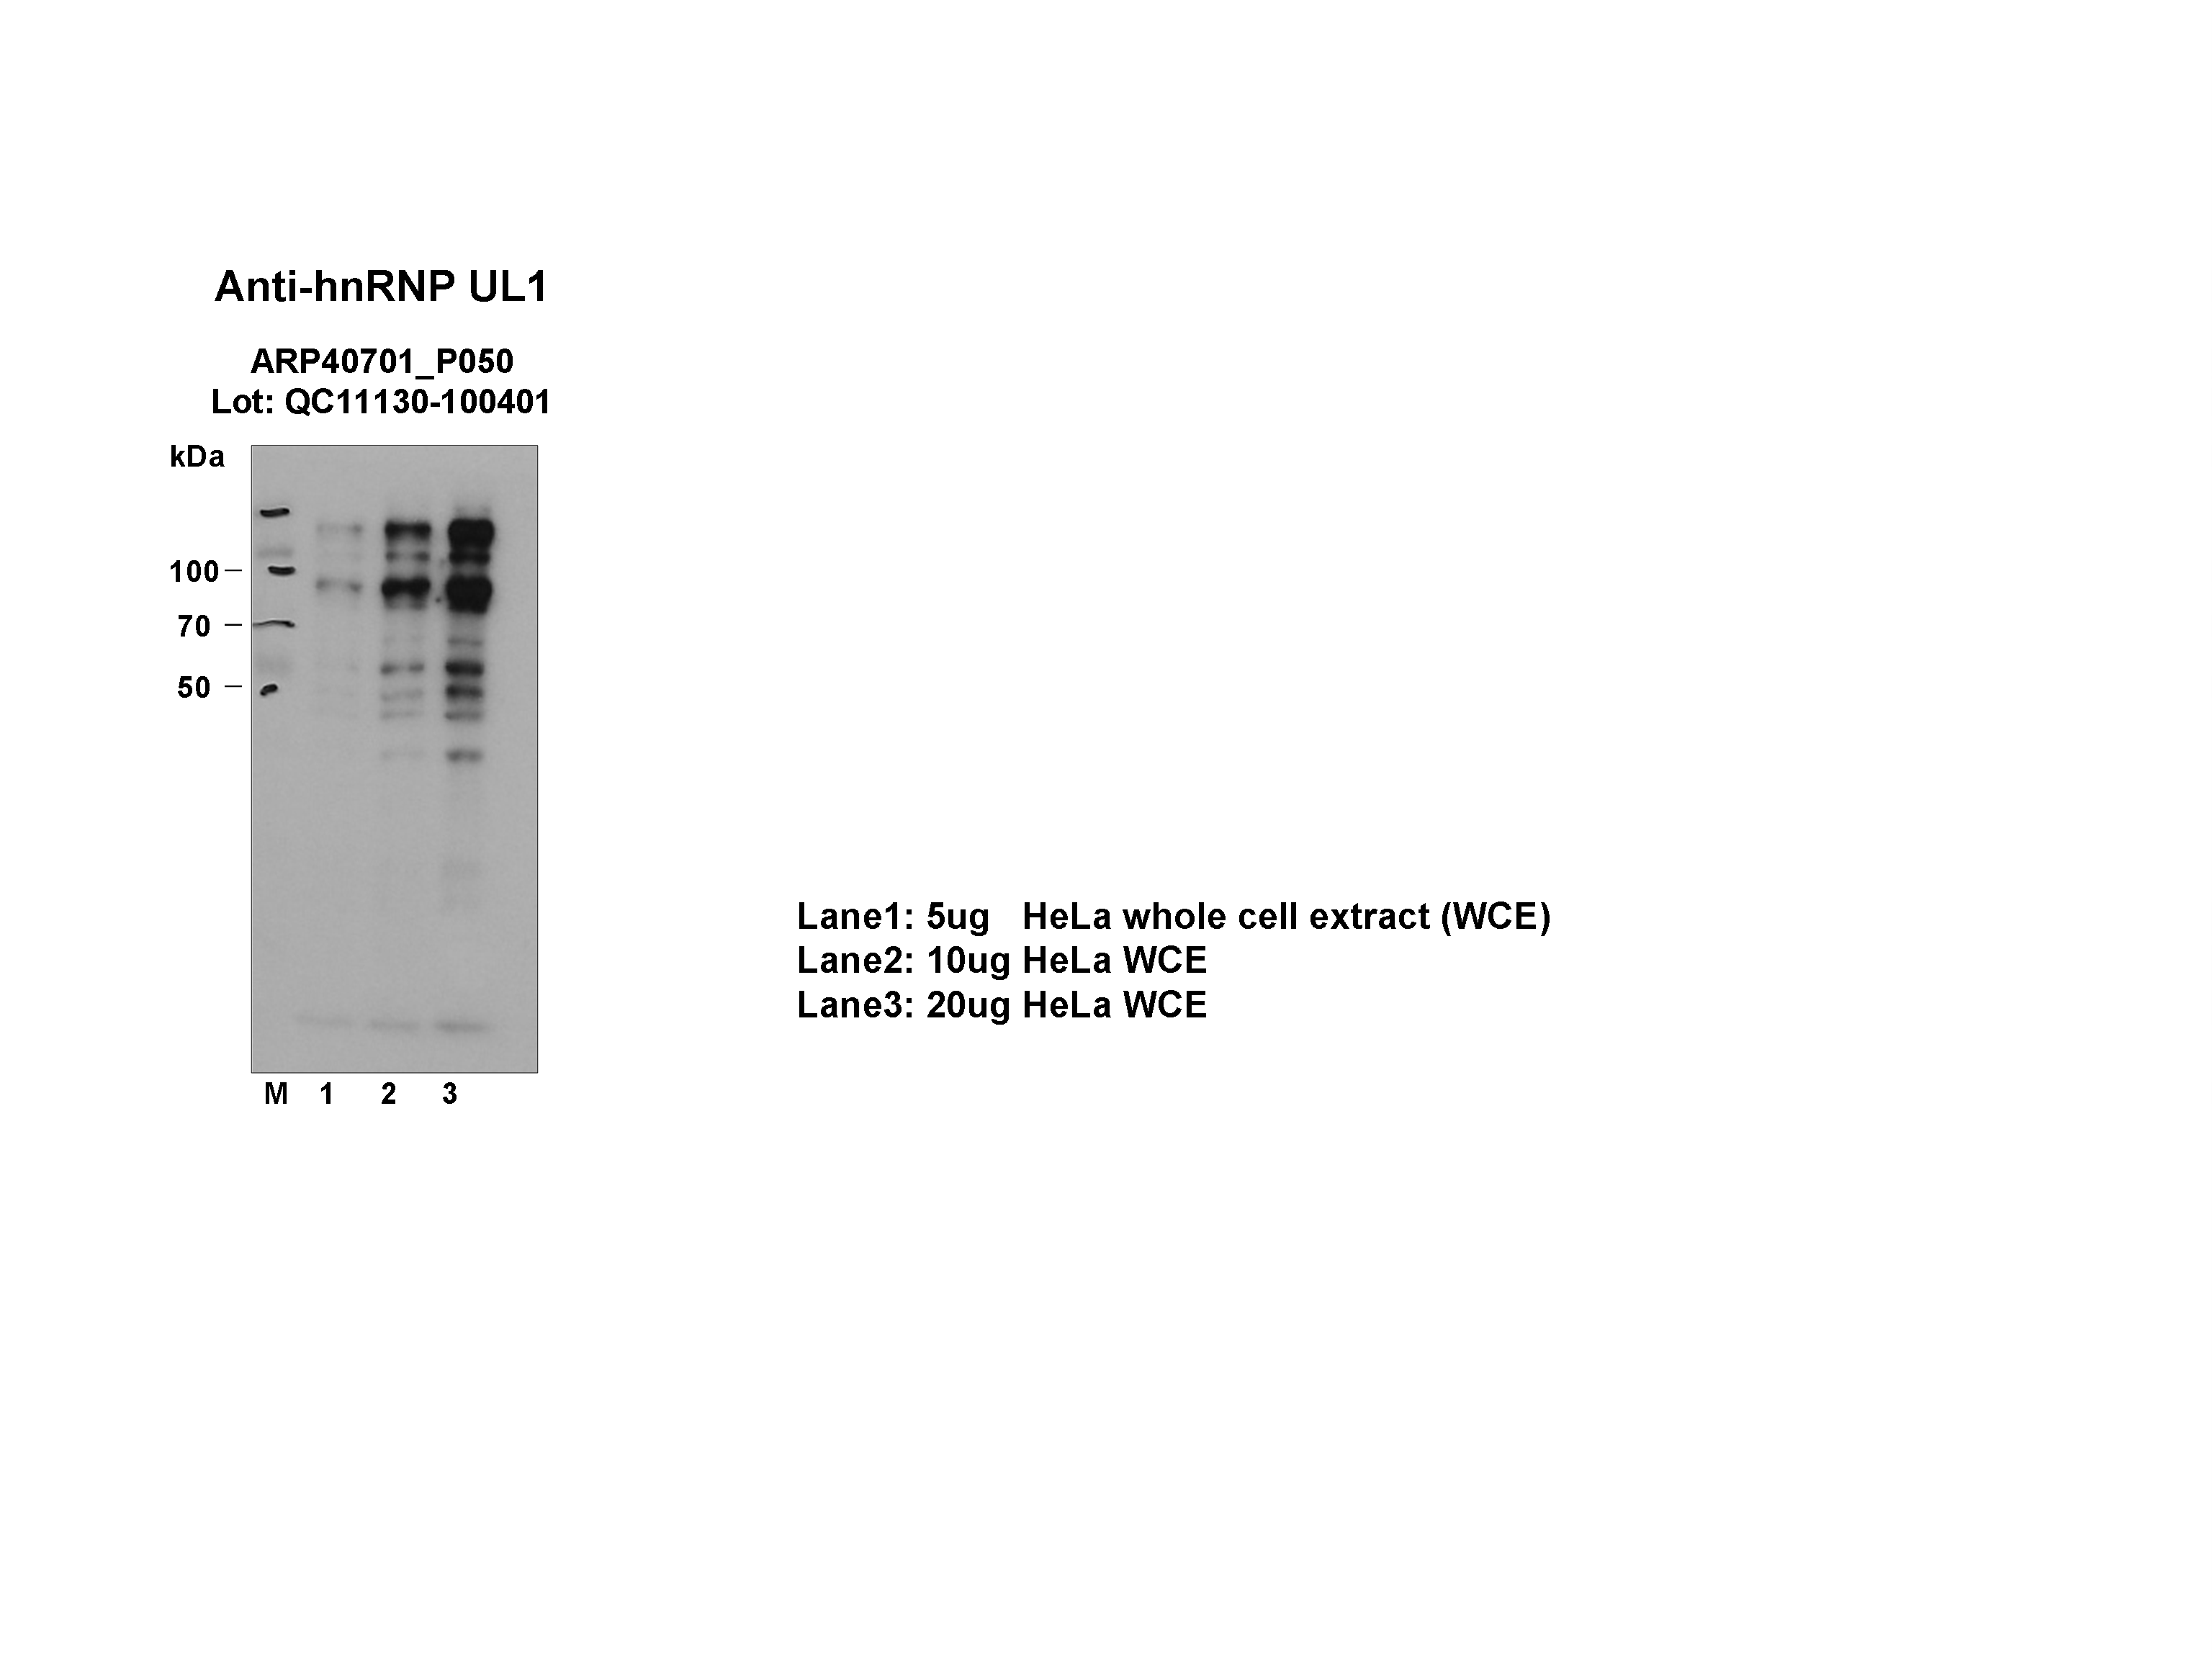 Anti-hnRNP UL1
ARP40701_P050
Lot: QC11130-100401
kDa
100
70
50
M 1 2 3
Lane1: 5ug HeLa whole cell extract (WCE)
Lane2: 10ug HeLa WCE
Lane3: 20ug HeLa WCE